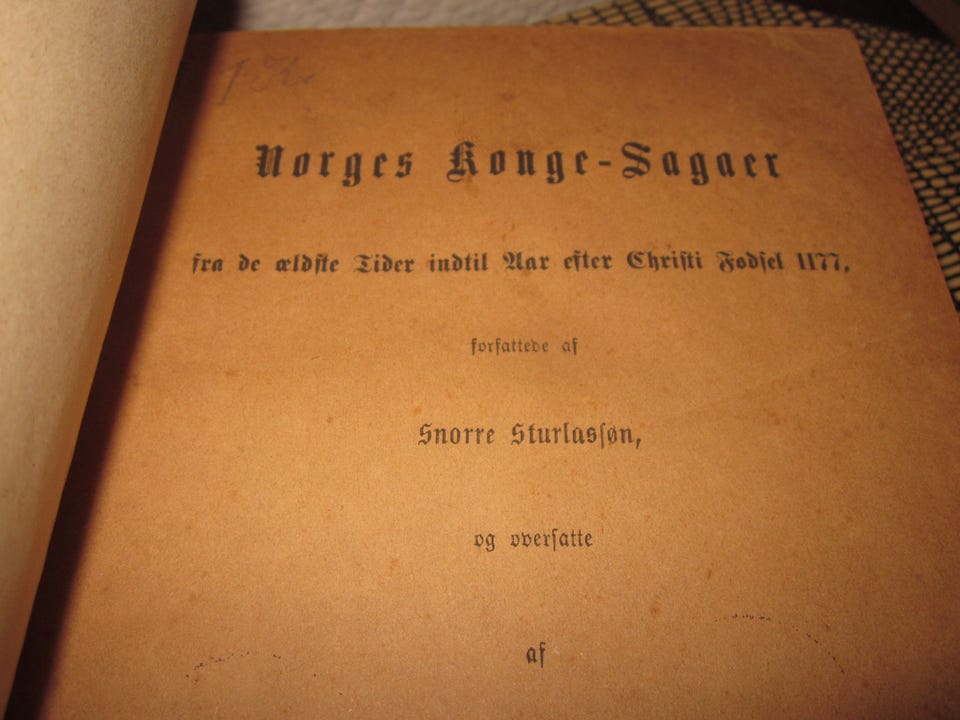 Norges Konge-Sagaer
fra de ældste Tider indtil Aar efter Christi Fødsel 1177,
forfattede af
Snorre Sturlassøn,
og oversatte
af